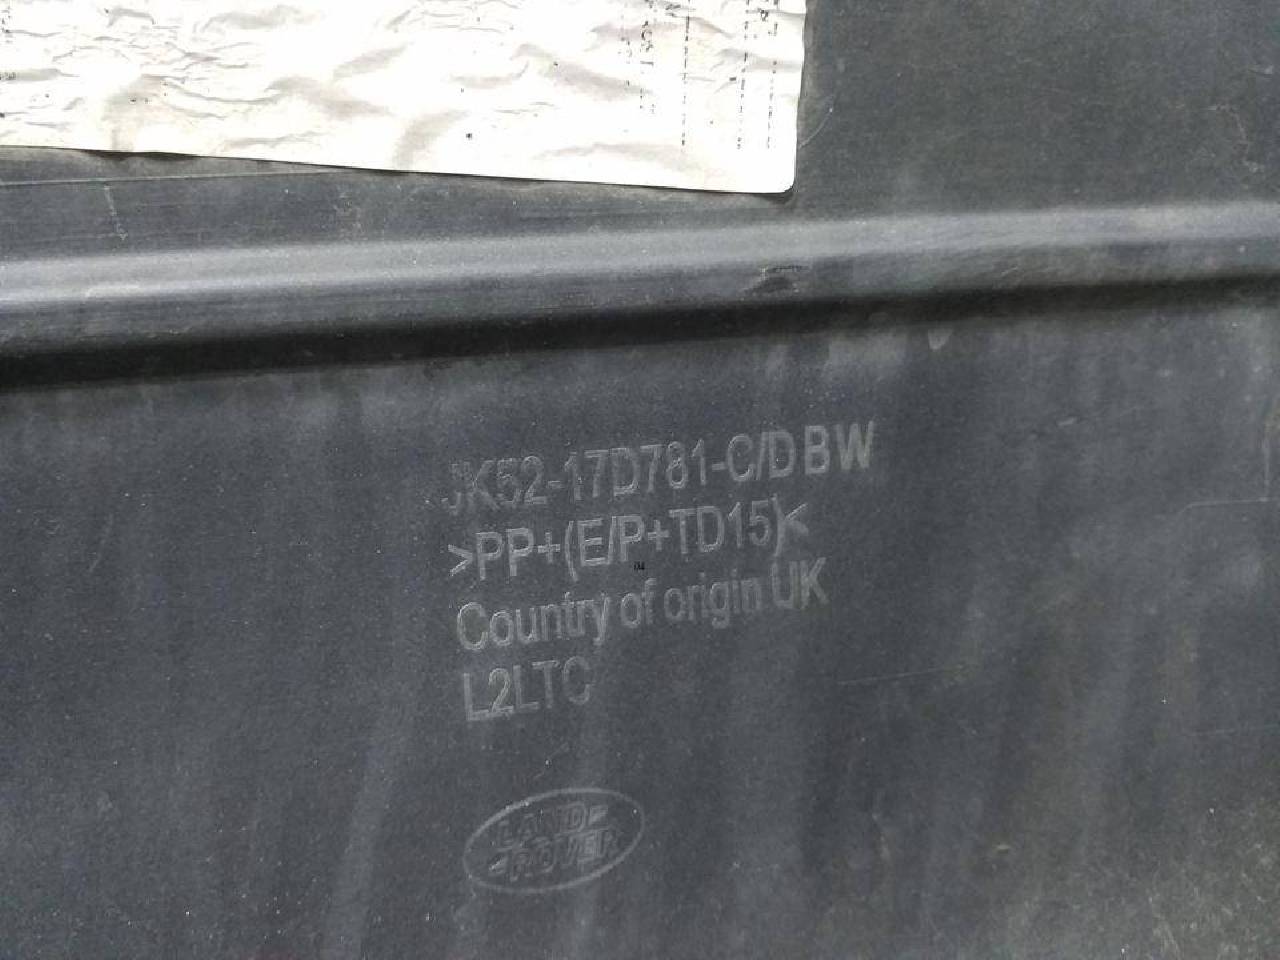 JK52-17D781-C/D BW
>PP+(E/P+TD15)<
Country of origin UK
L2LTC
LAND-
-ROVER